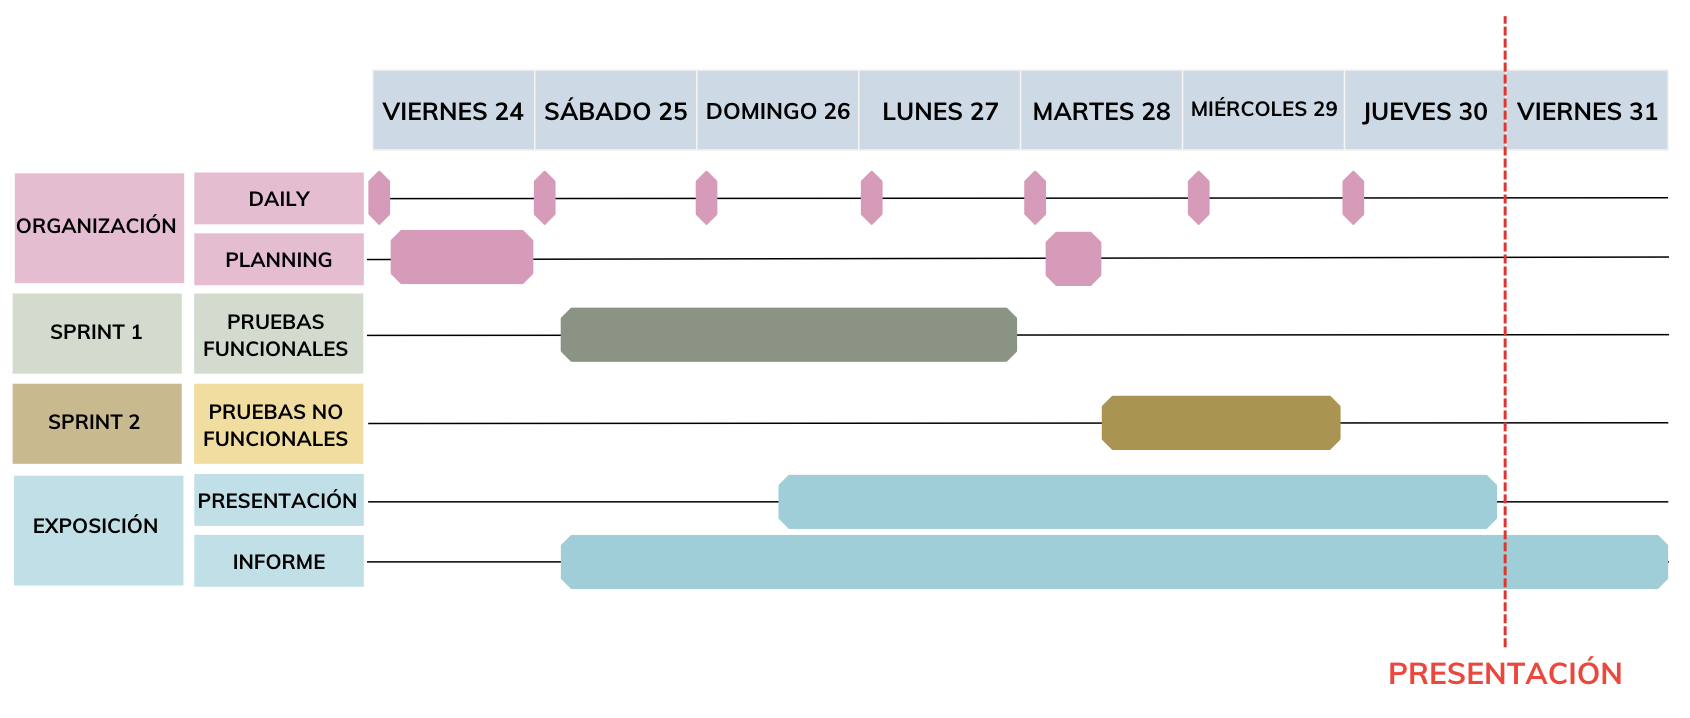 VIERNES 24
SÁBADO 25
DOMINGO 26
LUNES 27
MARTES 28
MIÉRCOLES 29
JUEVES 30
VIERNES 31
ORGANIZACIÓN
DAILY
PLANNING
SPRINT 1
PRUEBAS
FUNCIONALES
SPRINT 2
PRUEBAS NO
FUNCIONALES
EXPOSICIÓN
PRESENTACIÓN
INFORME
PRESENTACIÓN